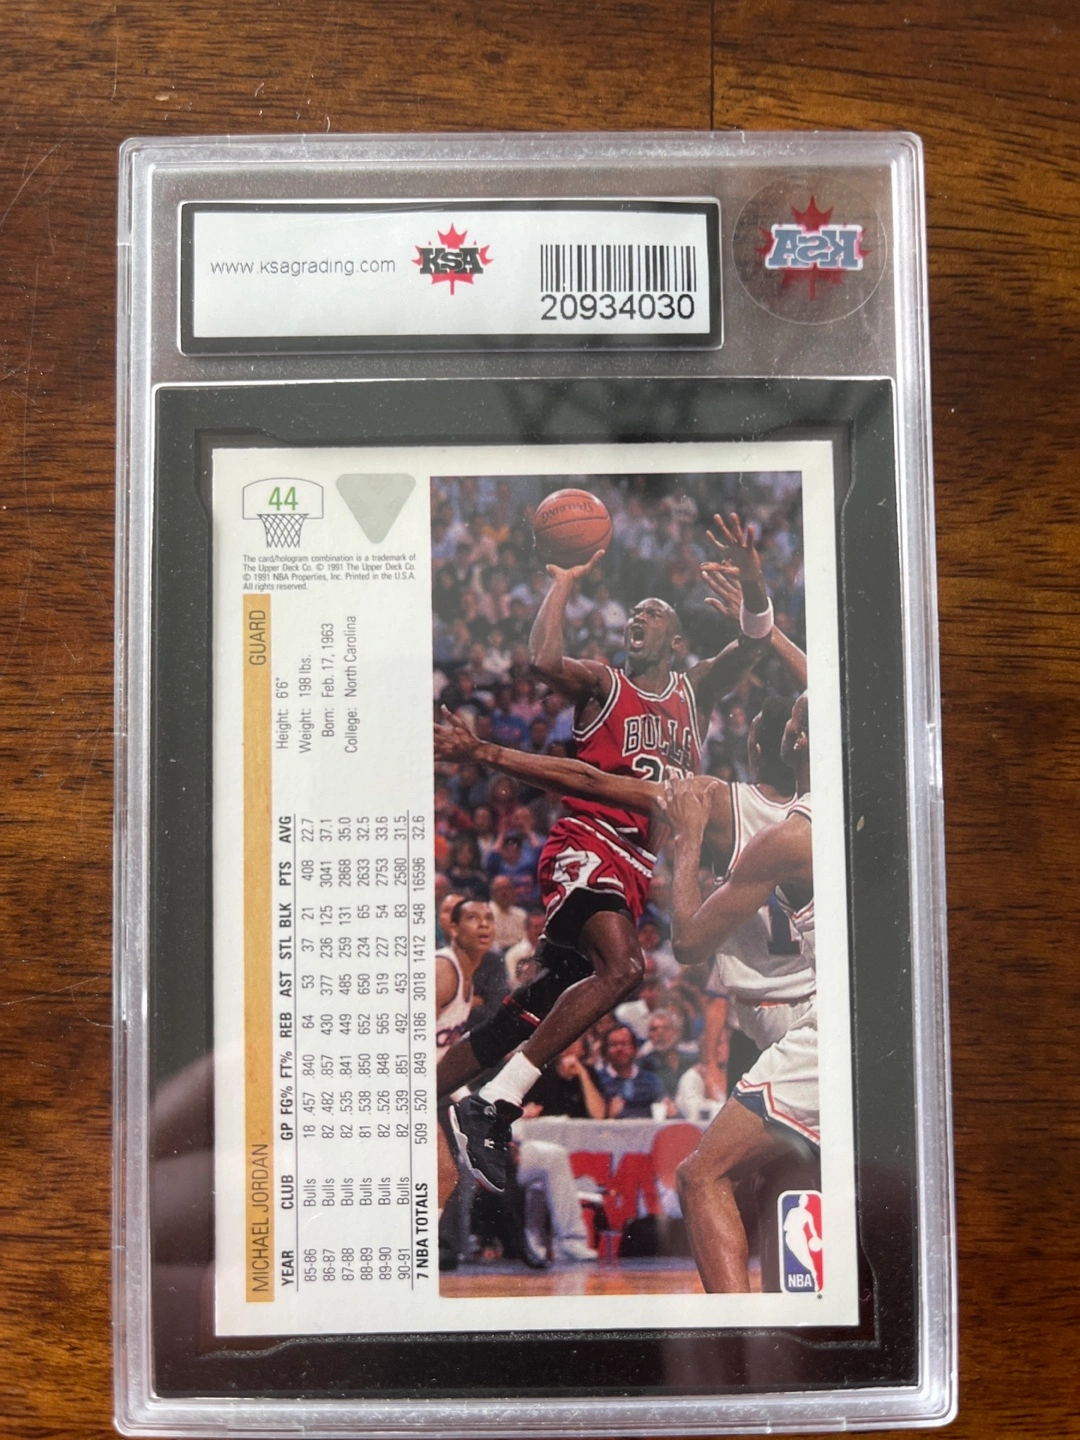 www.ksagrading.com
KSA
20934030
KSA
44
The card/hologram combination is a trademark of
The Upper Deck Co. © 1991 The Upper Deck Co.
© 1991 NBA Properties, Inc. Printed in the U.S.A.
All rights reserved.
MICHAEL JORDAN GUARD
Height: 6'6"
Weight: 198 lbs.
Born: Feb. 17, 1963
College: North Carolina
YEAR CLUB GP FG% FT% REB AST STL BLK PTS AVG
85-86 Bulls 18 .457 .840 64 53 37 21 408 22.7
86-87 Bulls 82 .482 .857 430 377 236 125 3041 37.1
87-88 Bulls 82 .535 .841 449 485 259 131 2868 35.0
88-89 Bulls 81 .538 .850 652 650 234 65 2633 32.5
89-90 Bulls 82 .526 .848 565 519 227 54 2753 33.6
90-91 Bulls 82 .539 .851 492 453 223 83 2580 31.5
7 NBA TOTALS 509 .520 .849 3186 3018 1412 548 16596 32.6
SPALDING
BULLS
NBA